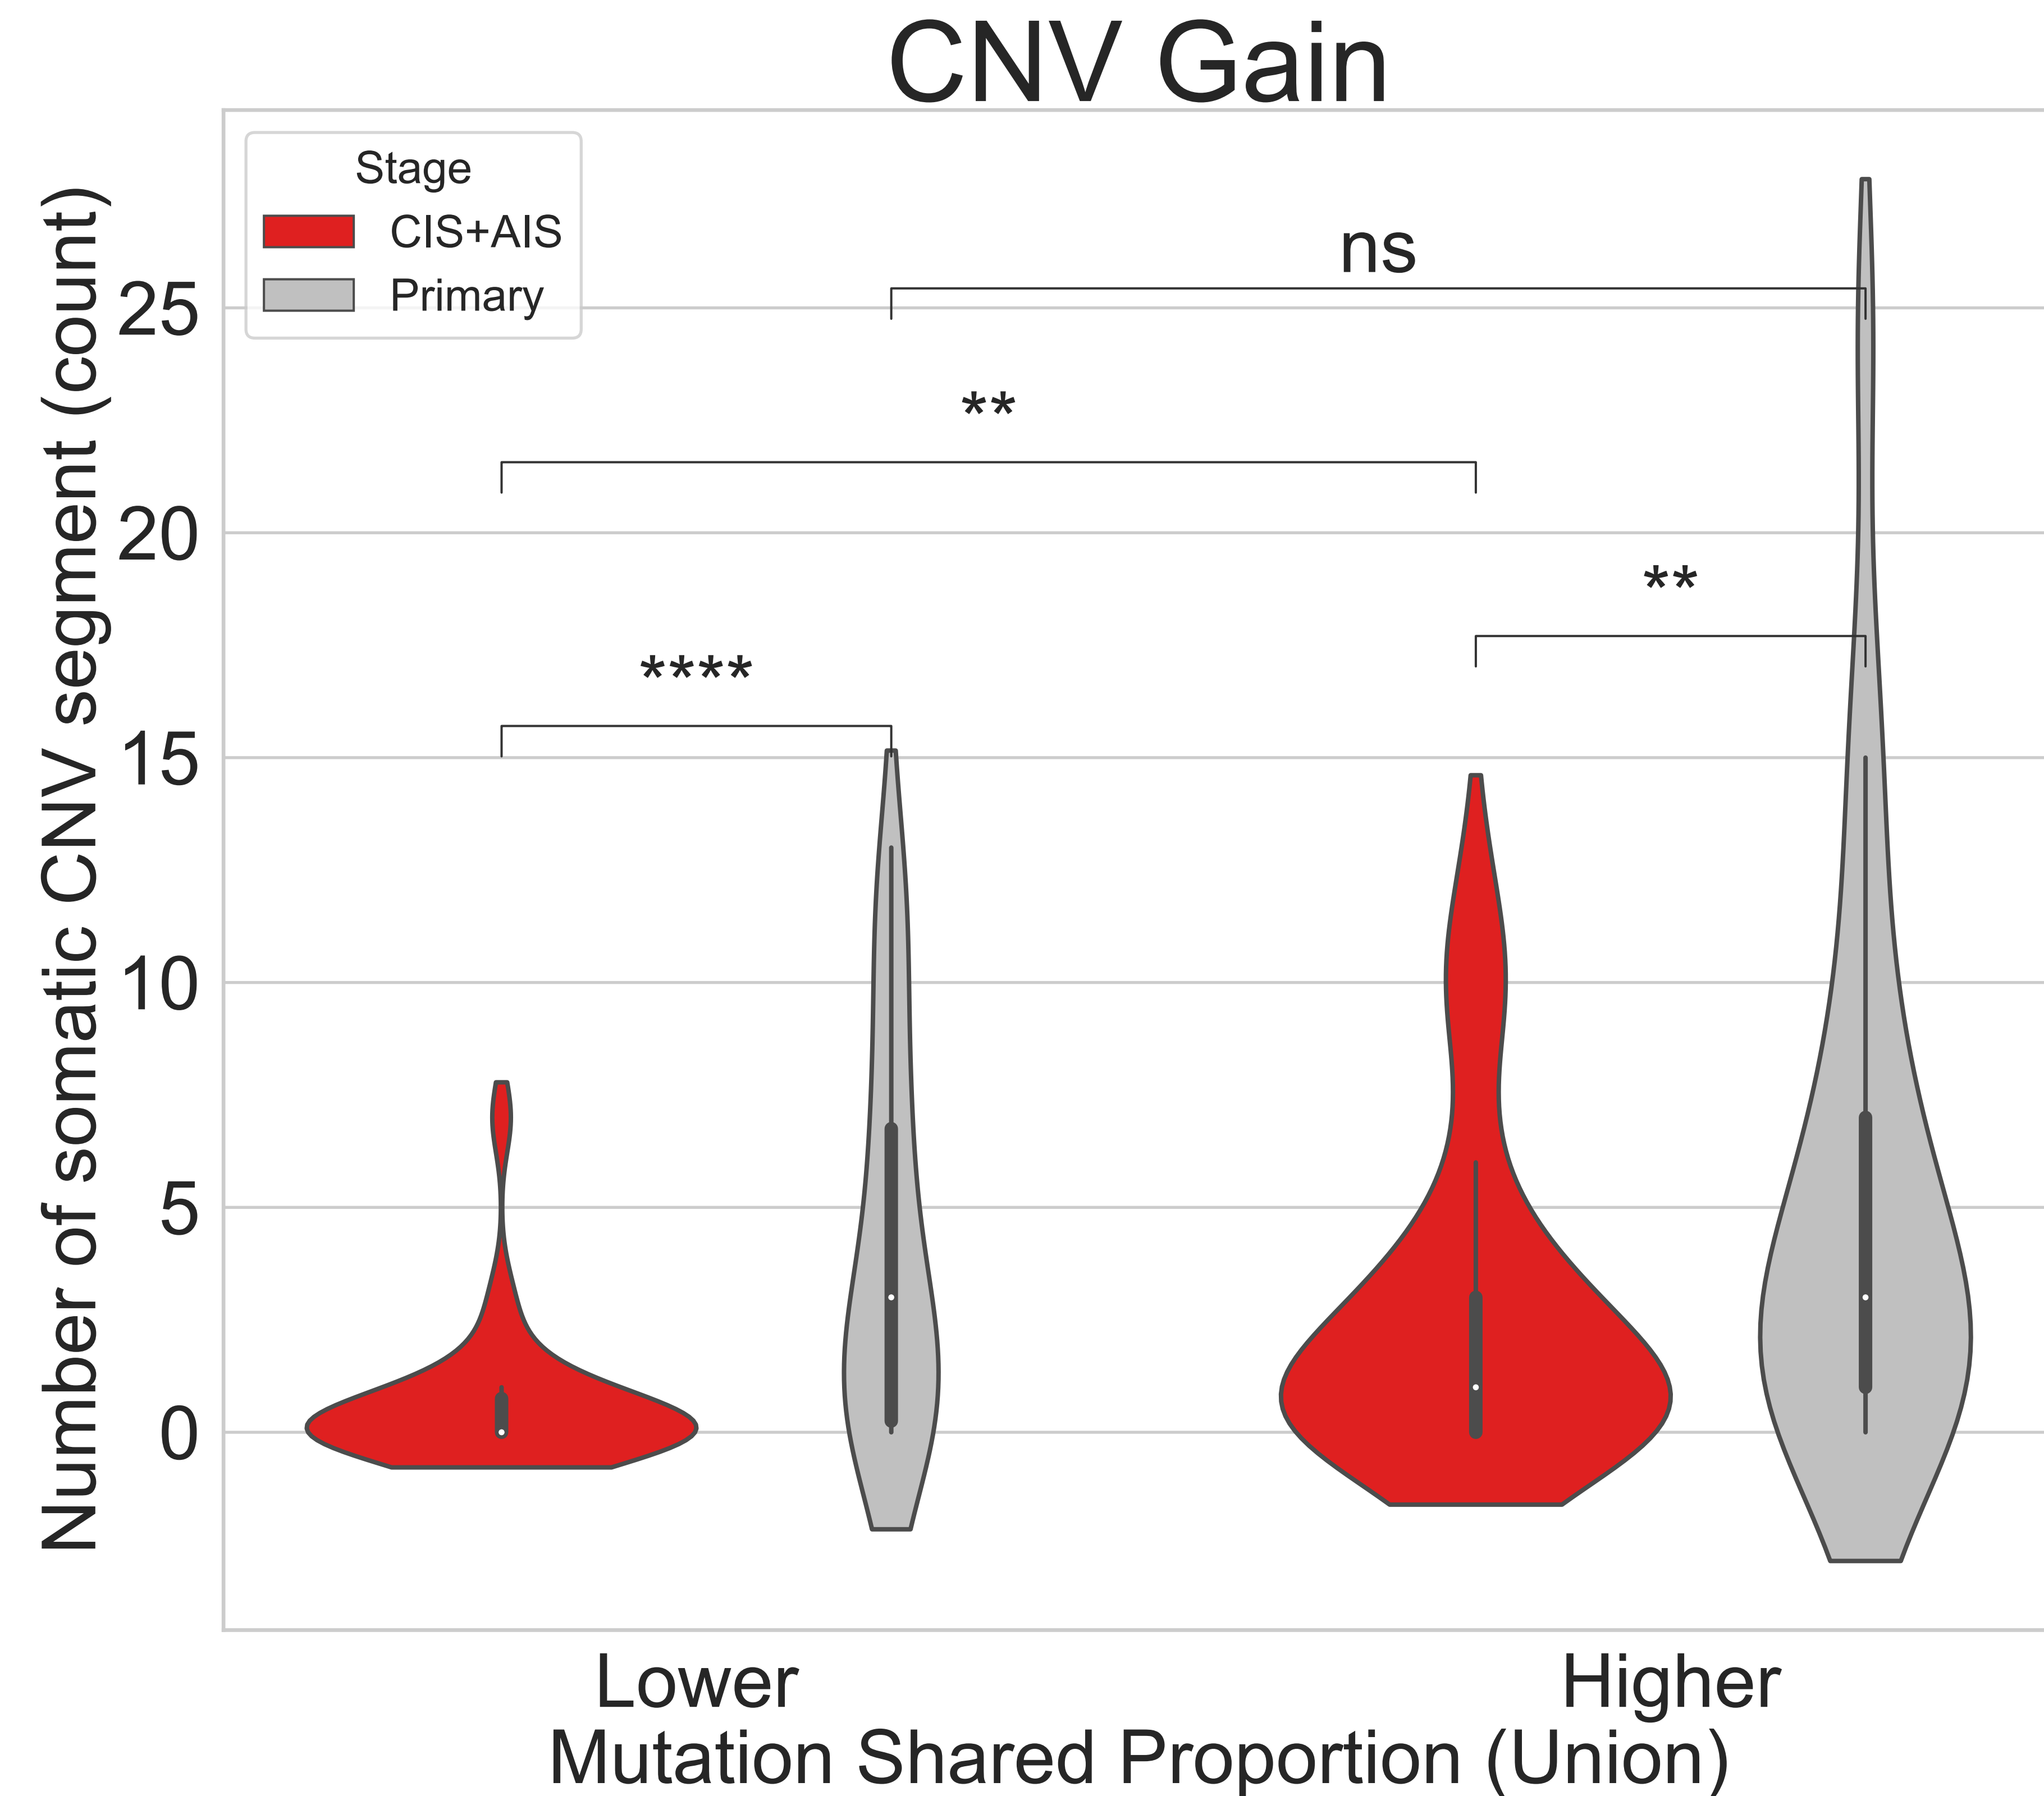 CNV Gain
Stage
CIS+AIS
Primary
Number of somatic CNV segment (count)
25
20
15
10
5
0
ns
**
**
****
Lower
Higher
Mutation Shared Proportion (Union)